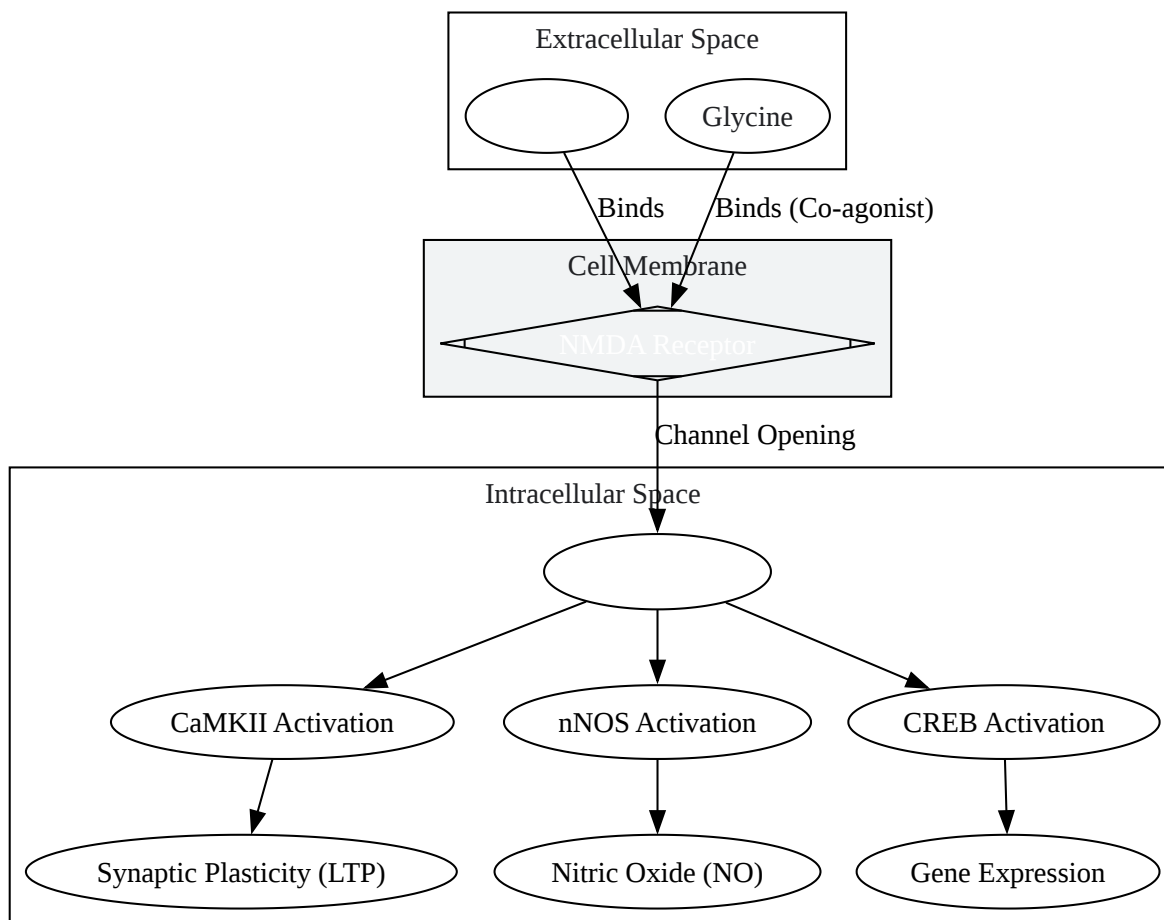 Extracellular Space
Glycine
Binds
Binds (Co-agonist)
Cell Membrane
NMDA Receptor
Channel Opening
Intracellular Space
CaMKII Activation
nNOS Activation
CREB Activation
Synaptic Plasticity (LTP)
Nitric Oxide (NO)
Gene Expression